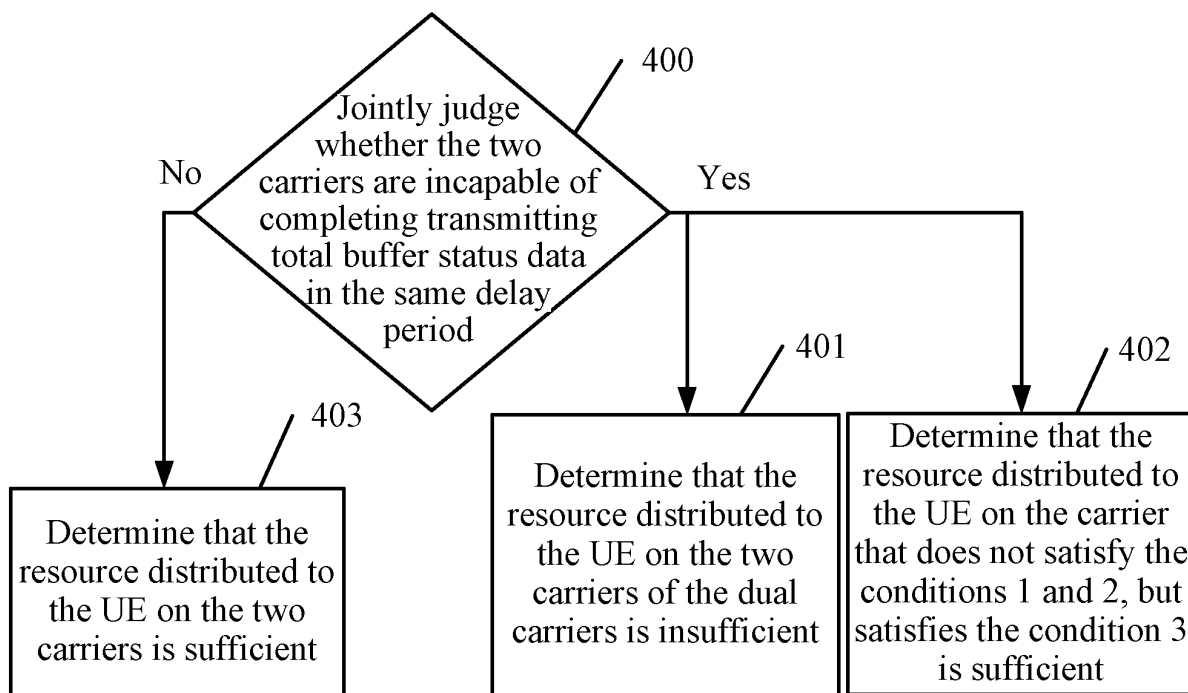 400
Jointly judge
whether the two
carriers are incapable of
completing transmitting
total buffer status data
in the same delay
period
No
Yes
403
Determine that the
resource distributed to
the UE on the two
carriers is sufficient
401
Determine that the
resource distributed to
the UE on the two
carriers of the dual
carriers is insufficient
402
Determine that the
resource distributed to
the UE on the carrier
that does not satisfy the
conditions 1 and 2, but
satisfies the condition 3
is sufficient